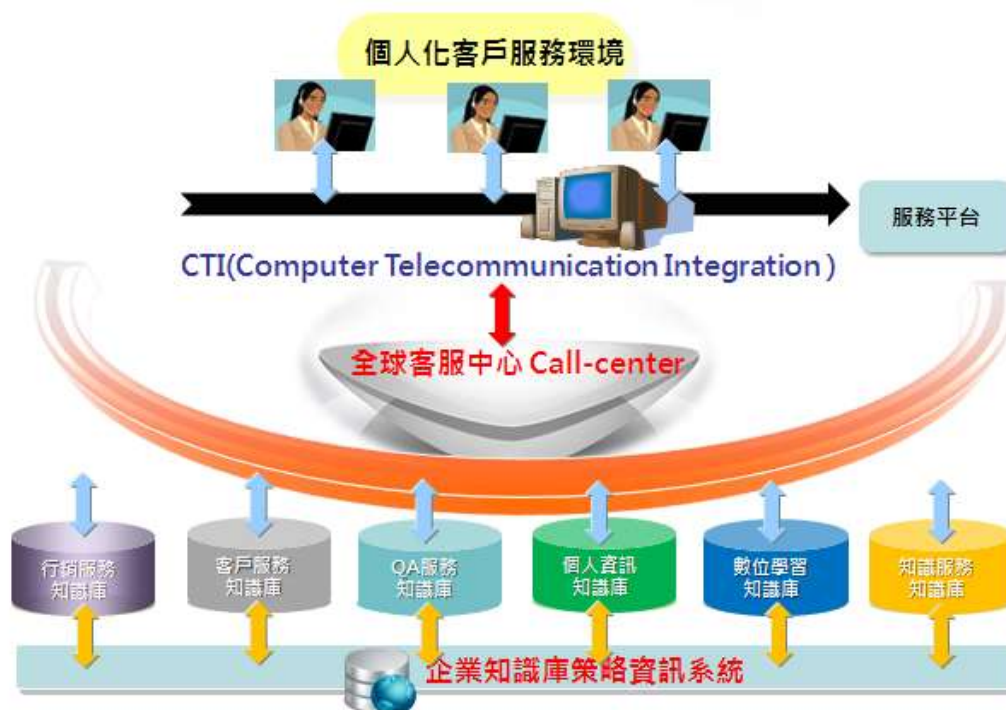 個人化客戶服務環境
服務平台
CTI(Computer Telecommunication Integration )
全球客服中心 Call-center
行銷服務
知識庫
客戶服務
知識庫
QA服務
知識庫
個人資訊
知識庫
數位學習
知識庫
知識服務
知識庫
企業知識庫策略資訊系統